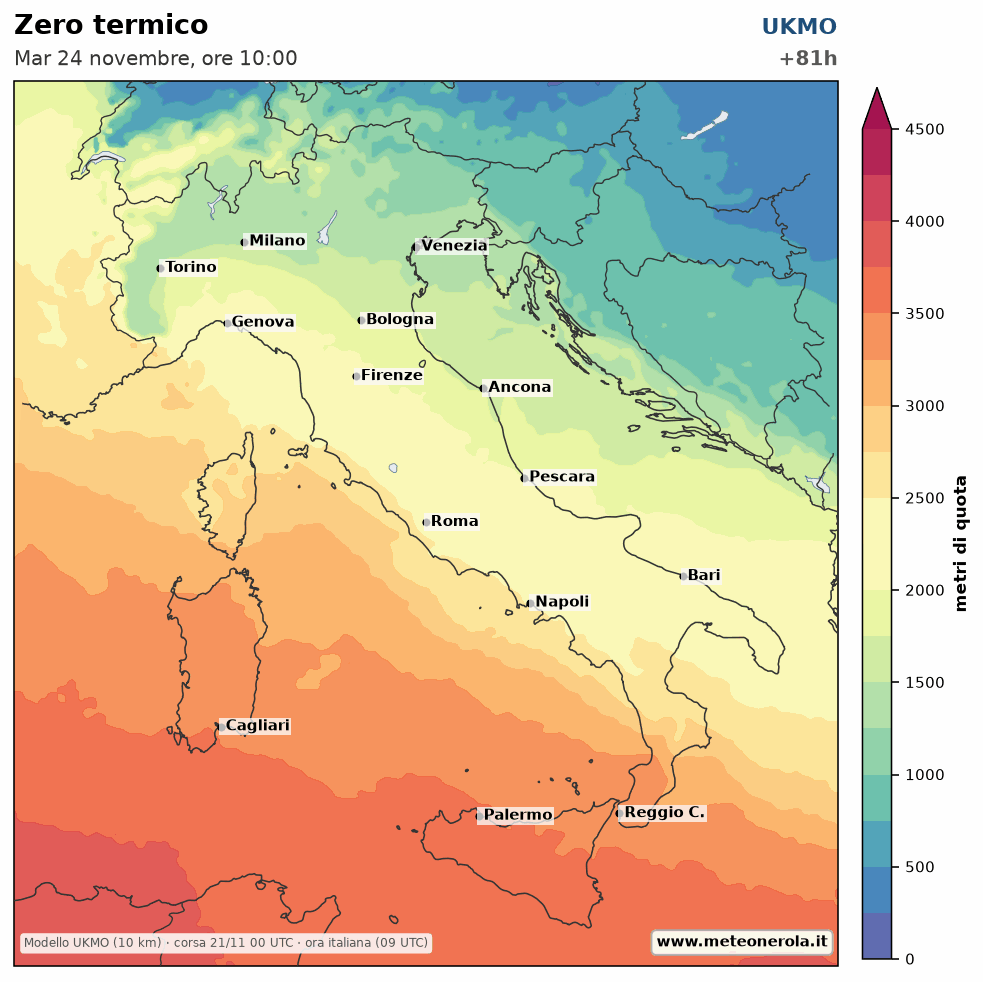 Zero termico
UKMO
Mar 24 novembre, ore 10:00
+81h
Milano
Venezia
Torino
Genova
Bologna
Firenze
Ancona
Pescara
Roma
Bari
Napoli
Cagliari
Palermo
Reggio C.
4500
4000
3500
3000
2500
2000
1500
1000
500
0
metri di quota
Modello UKMO (10 km) · corsa 21/11 00 UTC · ora italiana (09 UTC)
www.meteonerola.it